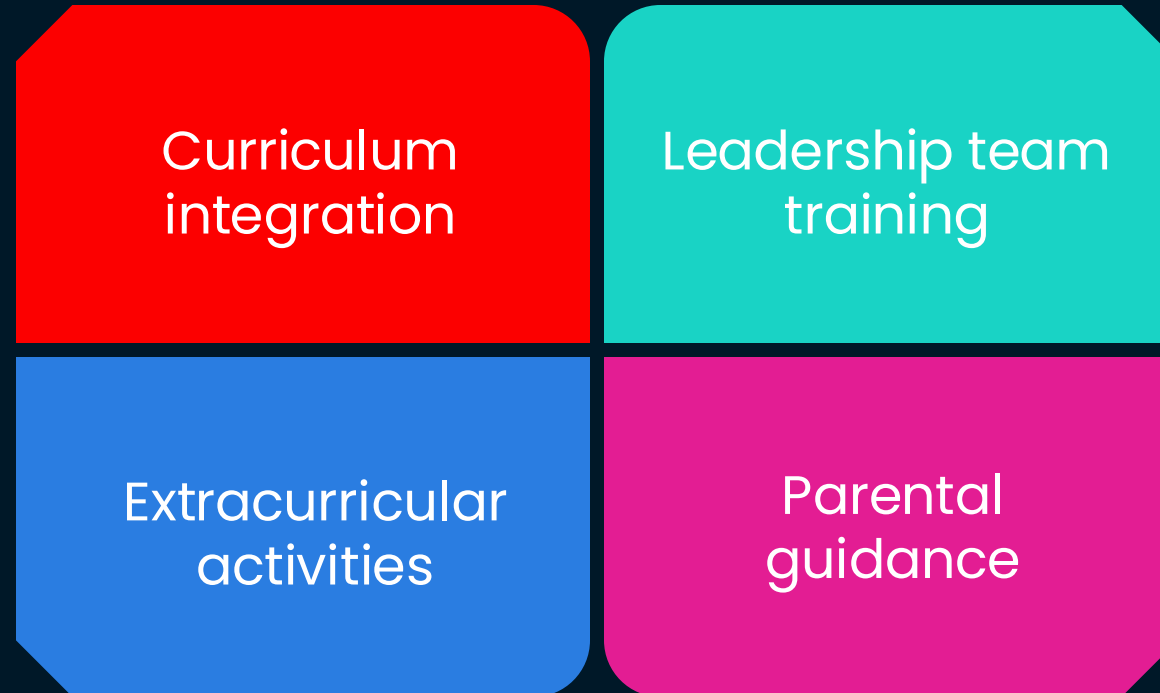 Curriculum
integration
Leadership team
training
Extracurricular
activities
Parental
guidance